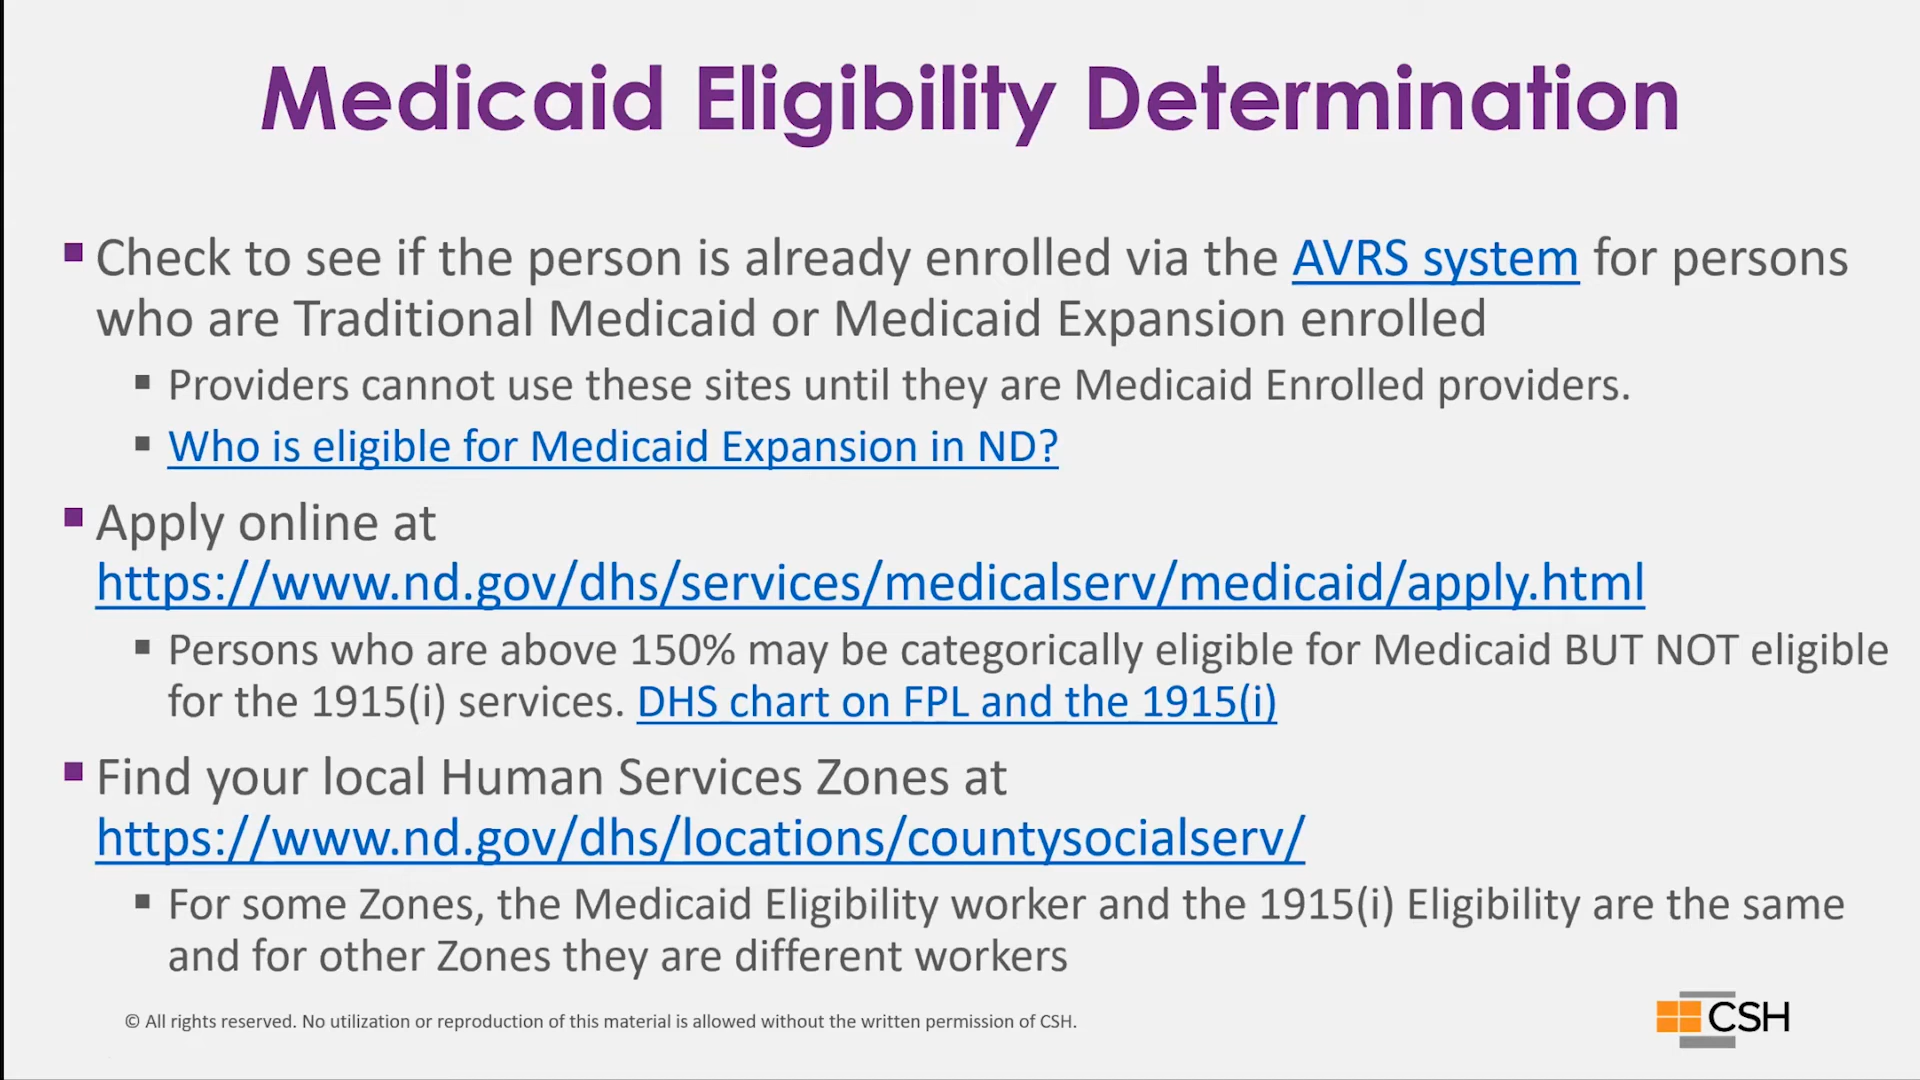 Medicaid Eligibility Determination
Check to see if the person is already enrolled via the AVRS system for persons
who are Traditional Medicaid or Medicaid Expansion enrolled
Providers cannot use these sites until they are Medicaid Enrolled providers.
Who is eligible for Medicaid Expansion in ND?
Apply online at
https://www.nd.gov/dhs/services/medicalserv/medicaid/apply.html
Persons who are above 150% may be categorically eligible for Medicaid BUT NOT eligible
for the 1915(i) services. DHS chart on FPL and the 1915(i)
Find your local Human Services Zones at
https://www.nd.gov/dhs/locations/countysocialserv/
For some Zones, the Medicaid Eligibility worker and the 1915(i) Eligibility are the same
and for other Zones they are different workers
© All rights reserved. No utilization or reproduction of this material is allowed without the written permission of CSH.
CSH